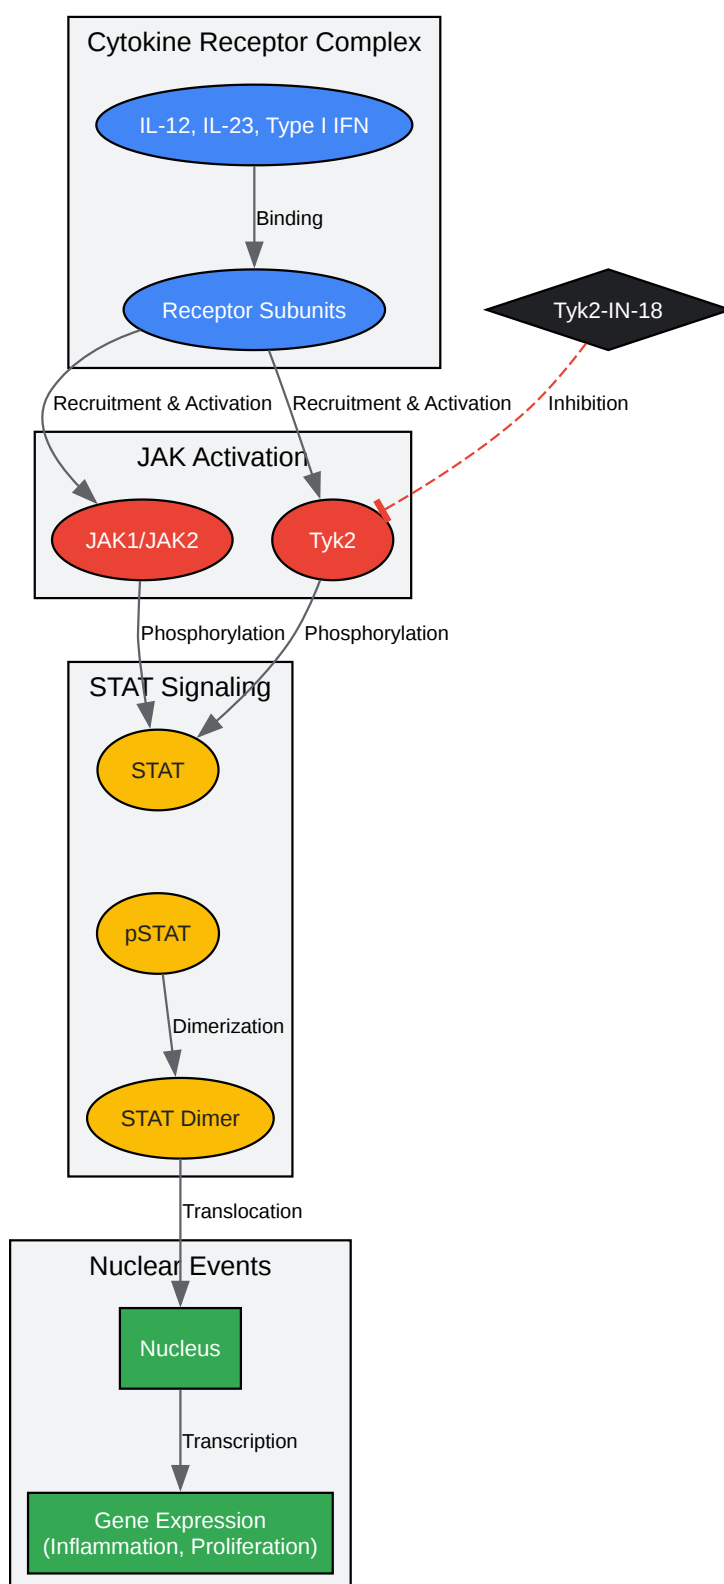 Cytokine Receptor Complex
IL-12, IL-23, Type I IFN
Binding
Receptor Subunits
Tyk2-IN-18
Recruitment & Activation
Recruitment & Activation
Inhibition
JAK Activation
JAK1/JAK2
Tyk2
Phosphorylation
Phosphorylation
STAT Signaling
STAT
pSTAT
Dimerization
STAT Dimer
Translocation
Nuclear Events
Nucleus
Transcription
Gene Expression
(Inflammation, Proliferation)